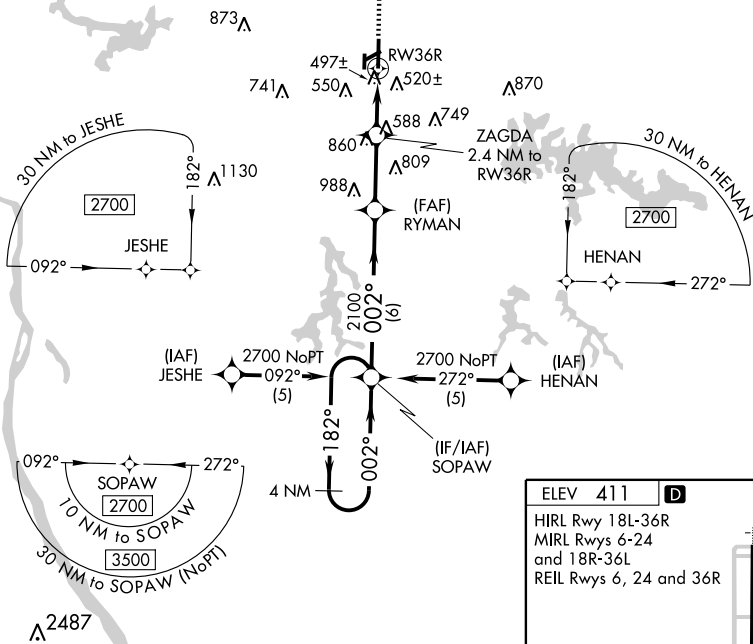 873
497±
RW36R
741
550
520±
870
588
749
860
ZAGDA
2.4 NM to
RW36R
809
988
(FAF)
RYMAN
30 NM to JESHE
182°
1130
2700
JESHE
092°
30 NM to HENAN
182°
2700
HENAN
272°
2100
002°
(6)
(IAF)
JESHE
2700 NoPT
092°
(5)
2700 NoPT
272°
(5)
(IAF)
HENAN
182°
002°
(IF/IAF)
SOPAW
4 NM
092°
272°
SOPAW
2700
10 NM to SOPAW
3500
30 NM to SOPAW (NoPT)
2487
ELEV 411 D
HIRL Rwy 18L-36R
MIRL Rwys 6-24
and 18R-36L
REIL Rwys 6, 24 and 36R